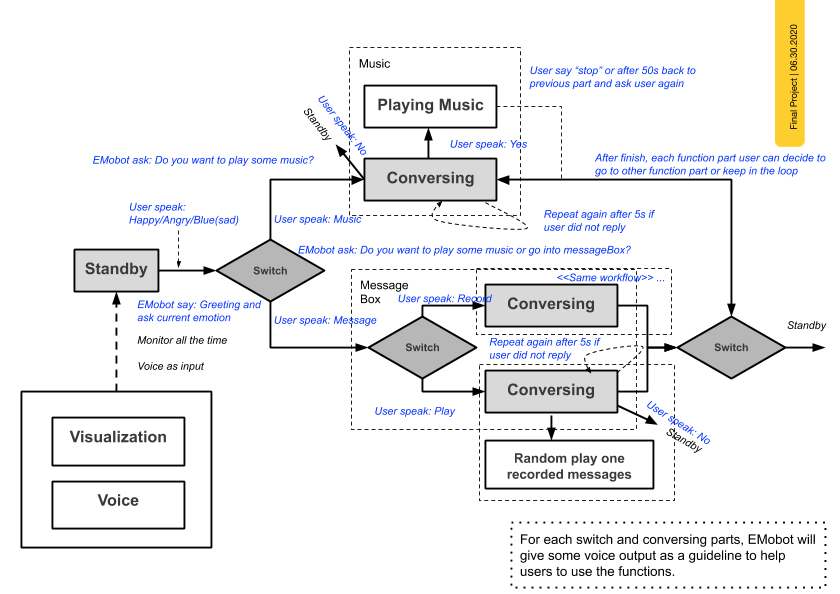 Final Project | 06.30.2020
Music
User say “stop” or after 50s back to
previous part and ask user again
Playing Music
User speak: No
Standby
User speak: Yes
EMobot ask: Do you want to play some music?
Conversing
After finish, each function part user can decide to
go to other function part or keep in the loop
User speak:
Happy/Angry/Blue(sad)
User speak: Music
Repeat again after 5s if
user did not reply
EMobot ask: Do you want to play some music or go into messageBox?
Standby
Switch
Message
Box
<<Same workflow>> ...
User speak: Record
Conversing
EMobot say: Greeting and
ask current emotion
User speak: Message
Monitor all the time
Voice as input
Switch
Repeat again after 5s if
user did not reply
Switch
Standby
Conversing
User speak: Play
User speak: No
Standby
Visualization
Voice
Random play one
recorded messages
For each switch and conversing parts, EMobot will
give some voice output as a guideline to help
users to use the functions.